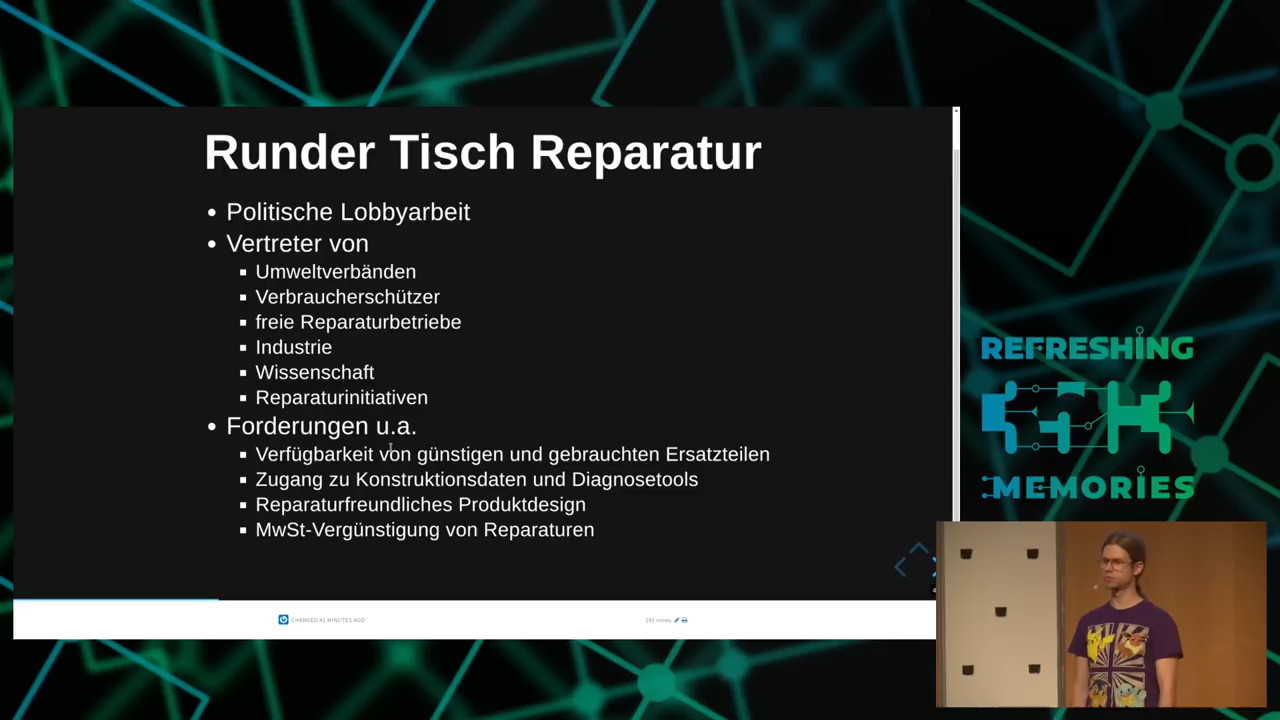 Runder Tisch Reparatur
• Politische Lobbyarbeit
• Vertreter von
▪ Umweltverbänden
▪ Verbraucherschützer
▪ freie Reparaturbetriebe
▪ Industrie
▪ Wissenschaft
▪ Reparaturinitiativen
• Forderungen u.a.
▪ Verfügbarkeit von günstigen und gebrauchten Ersatzteilen
▪ Zugang zu Konstruktionsdaten und Diagnosetools
▪ Reparaturfreundliches Produktdesign
▪ MwSt-Vergünstigung von Reparaturen
CHANGED 41 MINUTES AGO
REFRESHING
MEMORIES